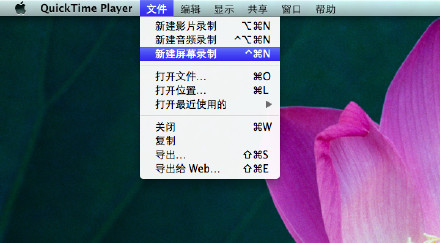 QuickTime Player 文件 编辑 显示 共享 窗口 帮助
新建影片录制 ⌥⌘N
新建音频录制 ^⌥⌘N
新建屏幕录制 ^⌘N
打开文件... ⌘O
打开位置... ⌘L
打开最近使用的
关闭 ⌘W
复制
导出... ⇧⌘S
导出给 Web... ⇧⌘E